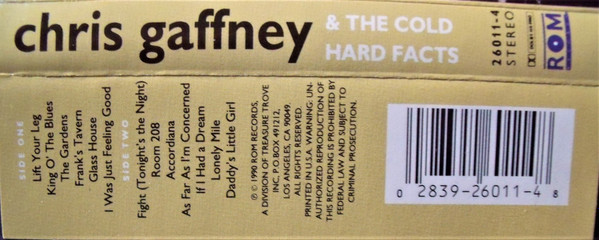 chris gaffney
& THE COLD
HARD FACTS
26011-4
STEREO
ROM
SIDE ONE
Lift Your Leg
King O' The Blues
The Gardens
Frank's Tavern
Glass House
I Was Just Feeling Good
SIDE TWO
Fight (Tonight's the Night)
Room 208
Accordiana
As Far As I'm Concerned
If I Had a Dream
Lonely Mile
Daddy's Little Girl
℗ © 1990 ROM RECORDS,
A DIVISION OF TREASURE TROVE
INC. P.O BOX 491212,
LOS ANGELES, CA 90049.
ALL RIGHTS RESERVED.
PRINTED IN U.S.A. WARNING: UN-
AUTHORIZED REPRODUCTION OF
THIS RECORDING IS PROHIBITED BY
FEDERAL LAW AND SUBJECT TO
CRIMINAL PROSECUTION.
0 2839-26011-4 8